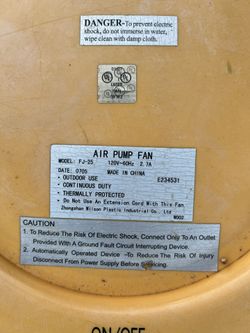 DANGER-To prevent electric
shock, do not immerse in water,
wipe clean with damp cloth.
AIR PUMP FAN
MODEL: FJ-25 120V~60Hz 2.7A
DATE: 0705 MADE IN CHINA
• OUTDOOR USE E234531
• CONTINUOUS DUTY
• THERMALLY PROTECTED
• Do Not Use An Extension Cord With This Fan
Zhongshan Wilson Plastic Industrial Co., Ltd
W002
CAUTION
1. To Reduce The Risk Of Electric Shock, Connect Only To An Outlet
Provided With A Ground Fault Circuit Interrupting Device.
2. Automatically Operated Device -To Reduce The Risk Of Injury
Disconnect From Power Supply Before Servicing.
ON/OFF